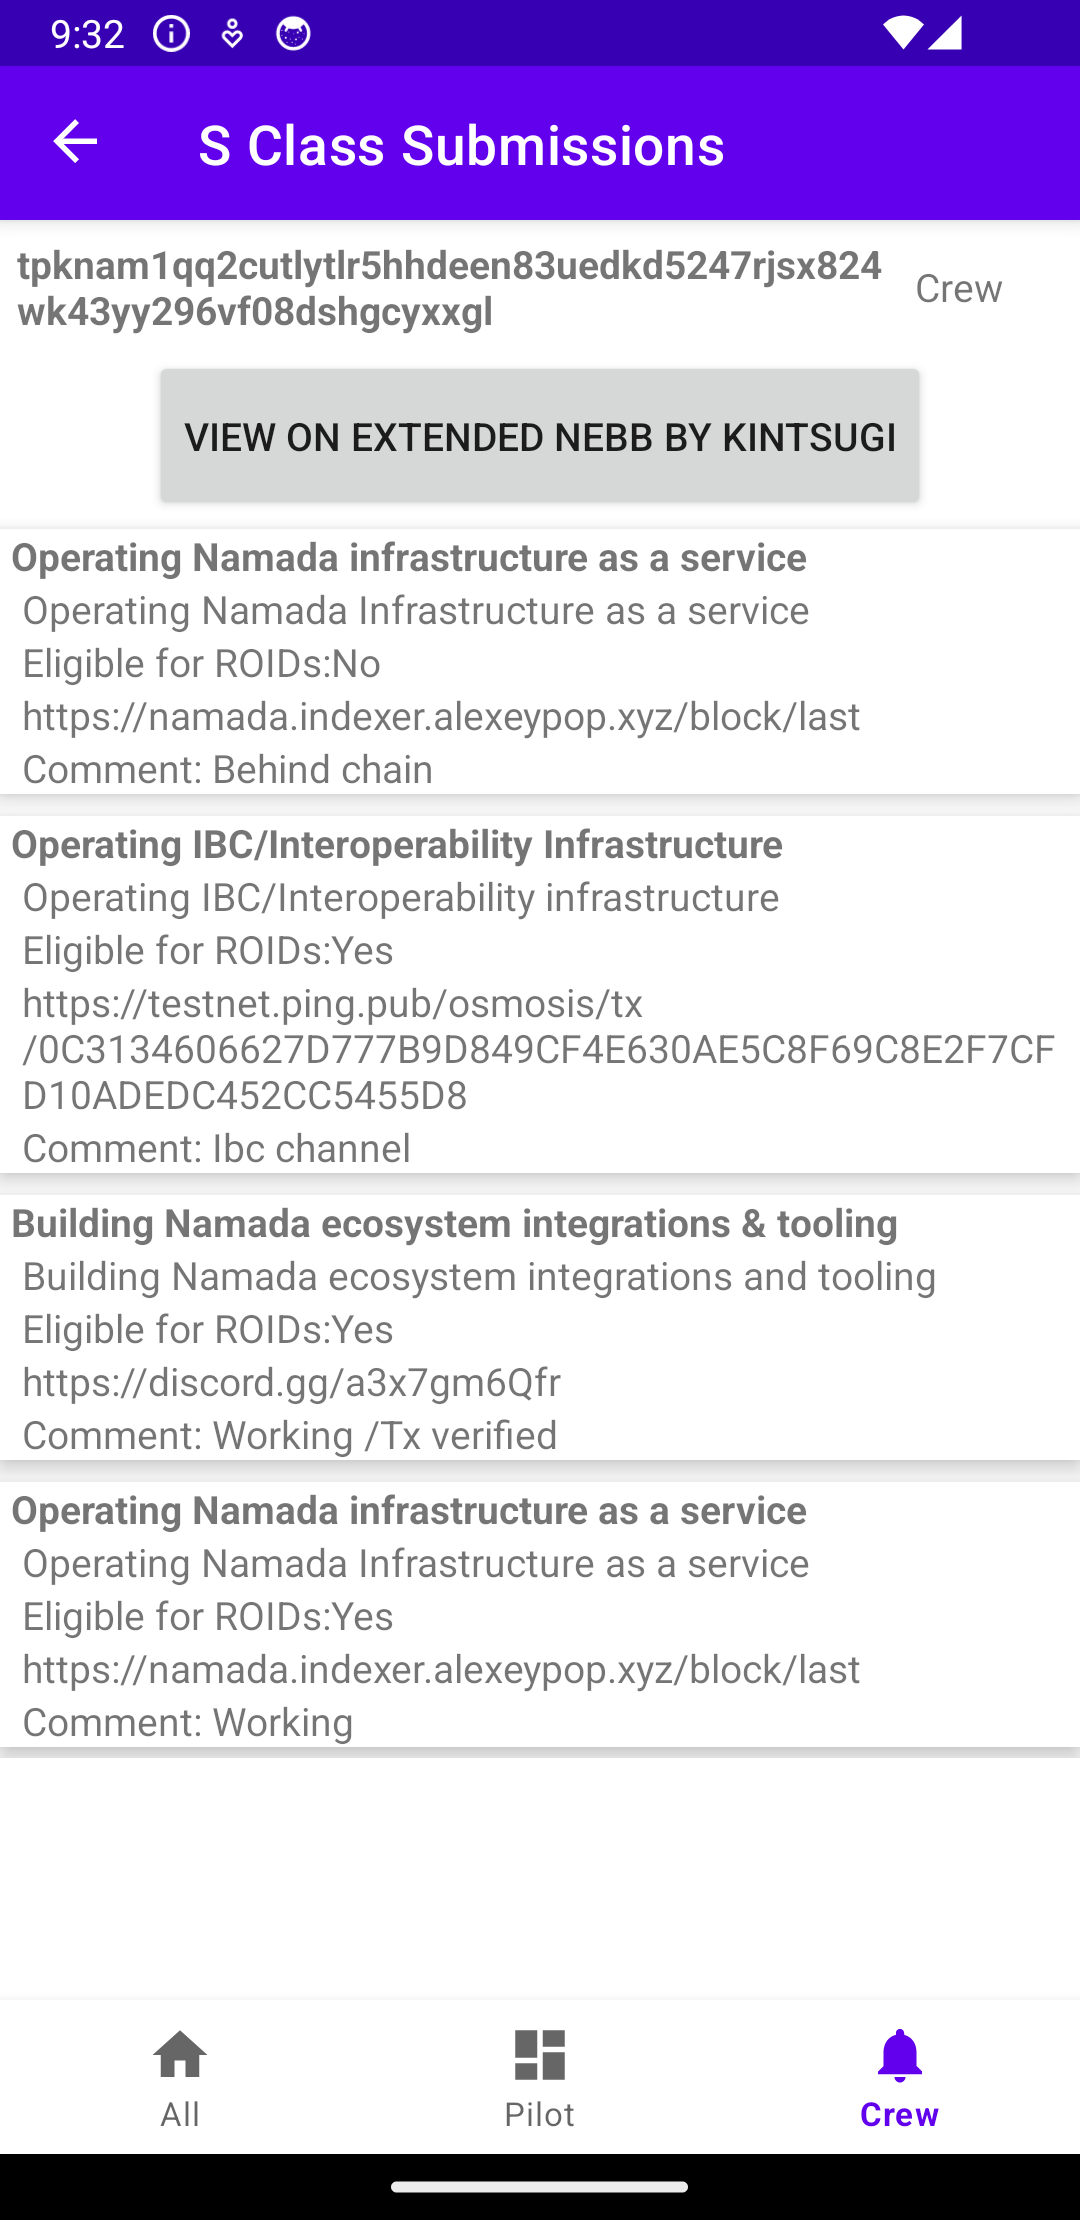 9:32
S Class Submissions
tpknam1qq2cutlytlr5hhdeen83uedkd5247rjsx824
wk43yy296vf08dshgcyxxgl
Crew
VIEW ON EXTENDED NEBB BY KINTSUGI
Operating Namada infrastructure as a service
Operating Namada Infrastructure as a service
Eligible for ROIDs:No
https://namada.indexer.alexeypop.xyz/block/last
Comment: Behind chain
Operating IBC/Interoperability Infrastructure
Operating IBC/Interoperability infrastructure
Eligible for ROIDs:Yes
https://testnet.ping.pub/osmosis/tx
/0C3134606627D777B9D849CF4E630AE5C8F69C8E2F7CF
D10ADEDC452CC5455D8
Comment: Ibc channel
Building Namada ecosystem integrations & tooling
Building Namada ecosystem integrations and tooling
Eligible for ROIDs:Yes
https://discord.gg/a3x7gm6Qfr
Comment: Working /Tx verified
Operating Namada infrastructure as a service
Operating Namada Infrastructure as a service
Eligible for ROIDs:Yes
https://namada.indexer.alexeypop.xyz/block/last
Comment: Working
All
Pilot
Crew